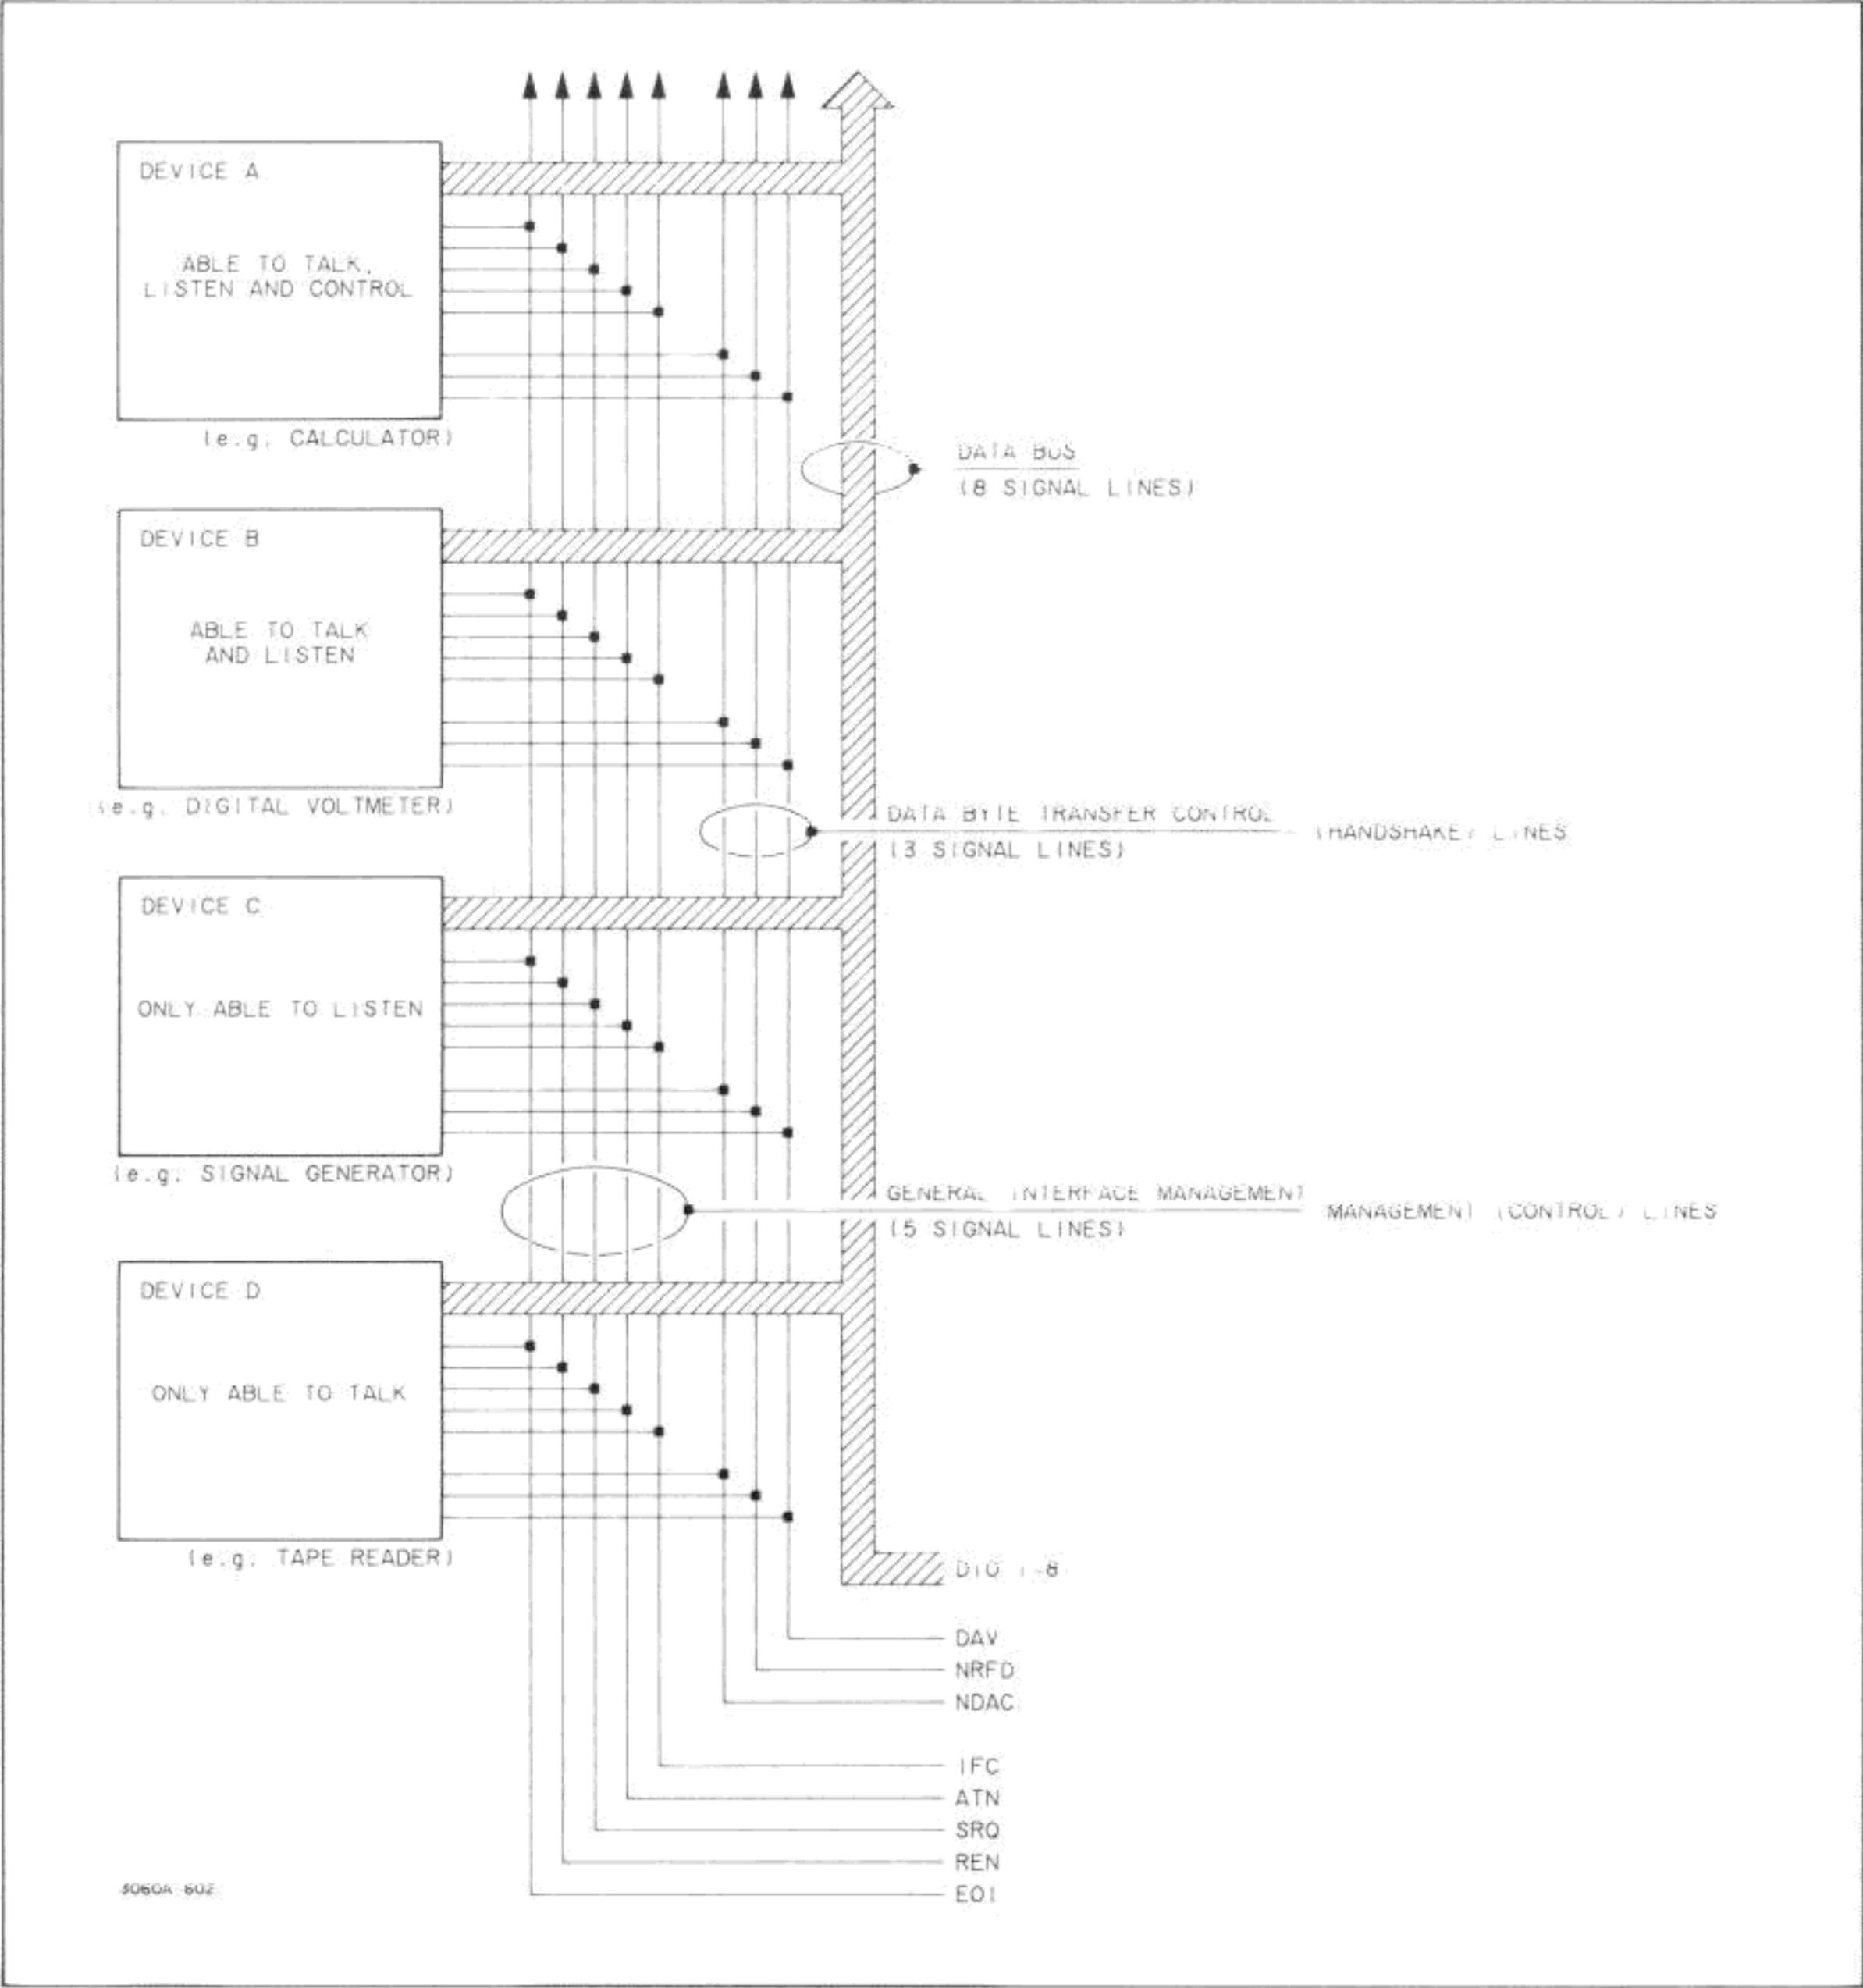 DEVICE A
ABLE TO TALK,
LISTEN AND CONTROL
(e.g. CALCULATOR)
DATA BUS
(8 SIGNAL LINES)
DEVICE B
ABLE TO TALK
AND LISTEN
(e.g. DIGITAL VOLTMETER)
DATA BYTE TRANSFER CONTROL
(3 SIGNAL LINES)
(HANDSHAKE) LINES
DEVICE C
ONLY ABLE TO LISTEN
(e.g. SIGNAL GENERATOR)
GENERAL INTERFACE MANAGEMENT
(5 SIGNAL LINES)
MANAGEMENT (CONTROL) LINES
DEVICE D
ONLY ABLE TO TALK
(e.g. TAPE READER)
DIO 1-8
DAV
NRFD
NDAC
IFC
ATN
SRQ
REN
EOI